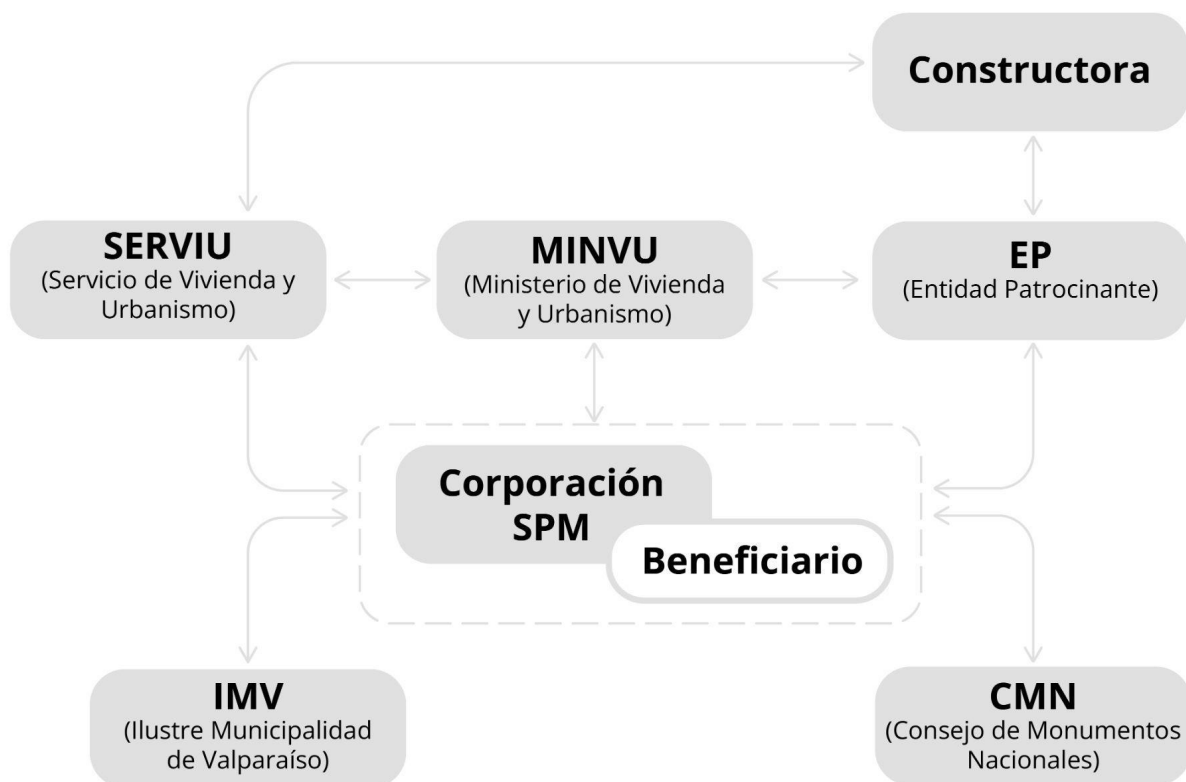 Constructora
SERVIU
(Servicio de Vivienda y
Urbanismo)
MINVU
(Ministerio de Vivienda
y Urbanismo)
EP
(Entidad Patrocinante)
Corporación
SPM
Beneficiario
IMV
(Ilustre Municipalidad
de Valparaíso)
CMN
(Consejo de Monumentos
Nacionales)